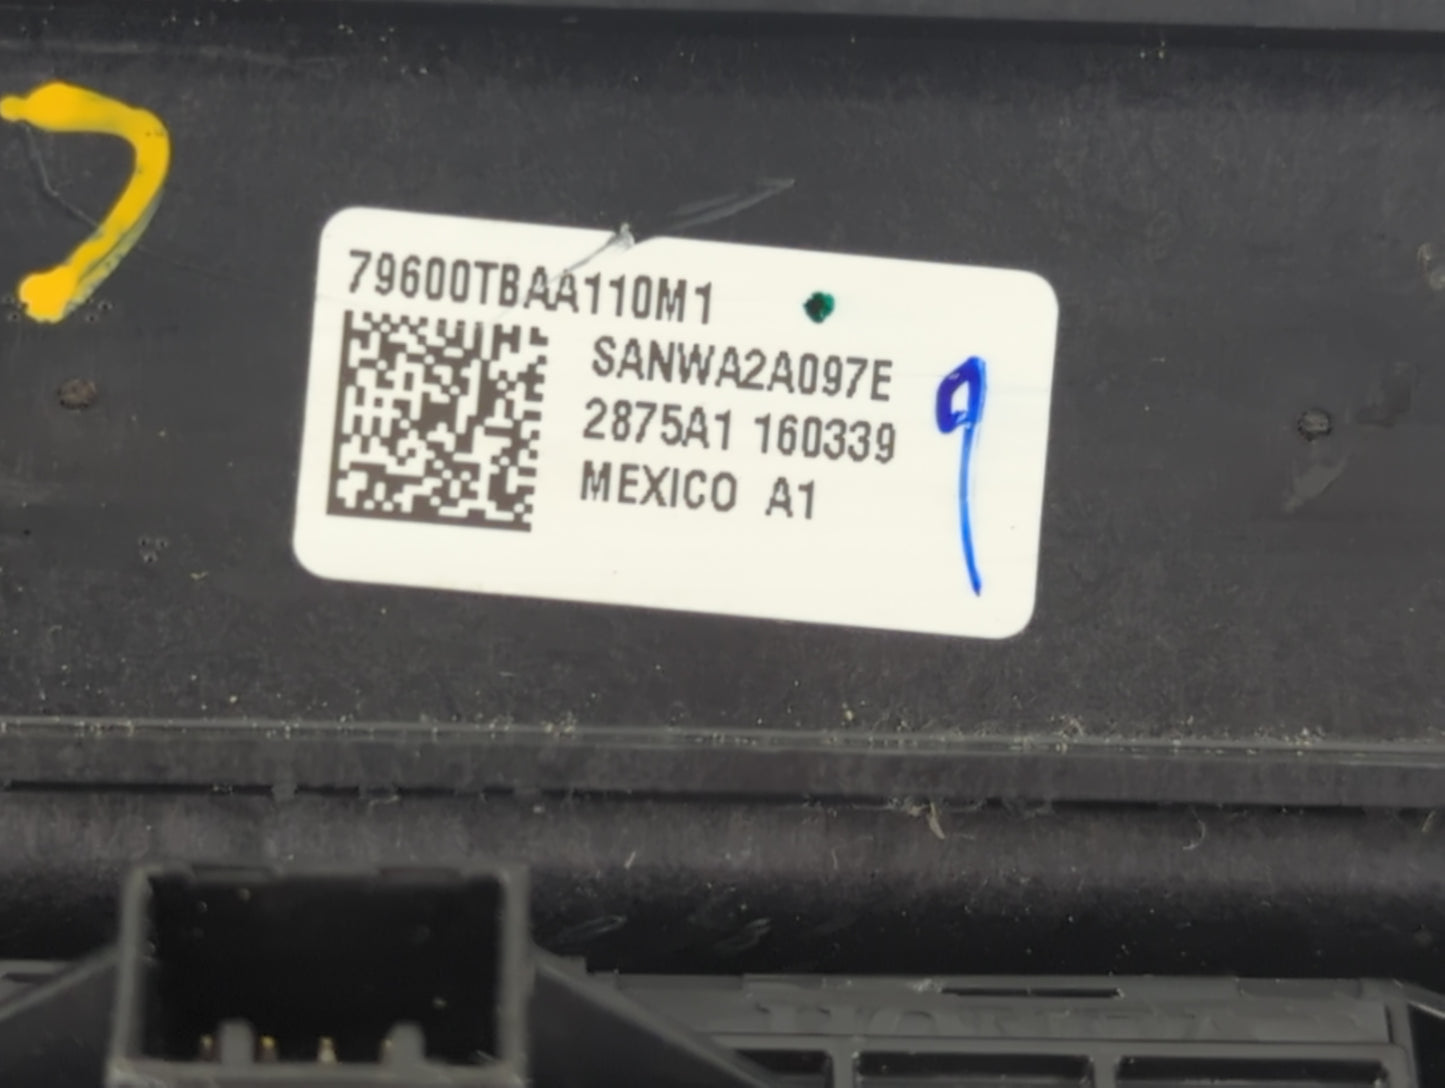 79600TBAA110M1
SANWA2A097E
2875A1 160339
MEXICO A1
9